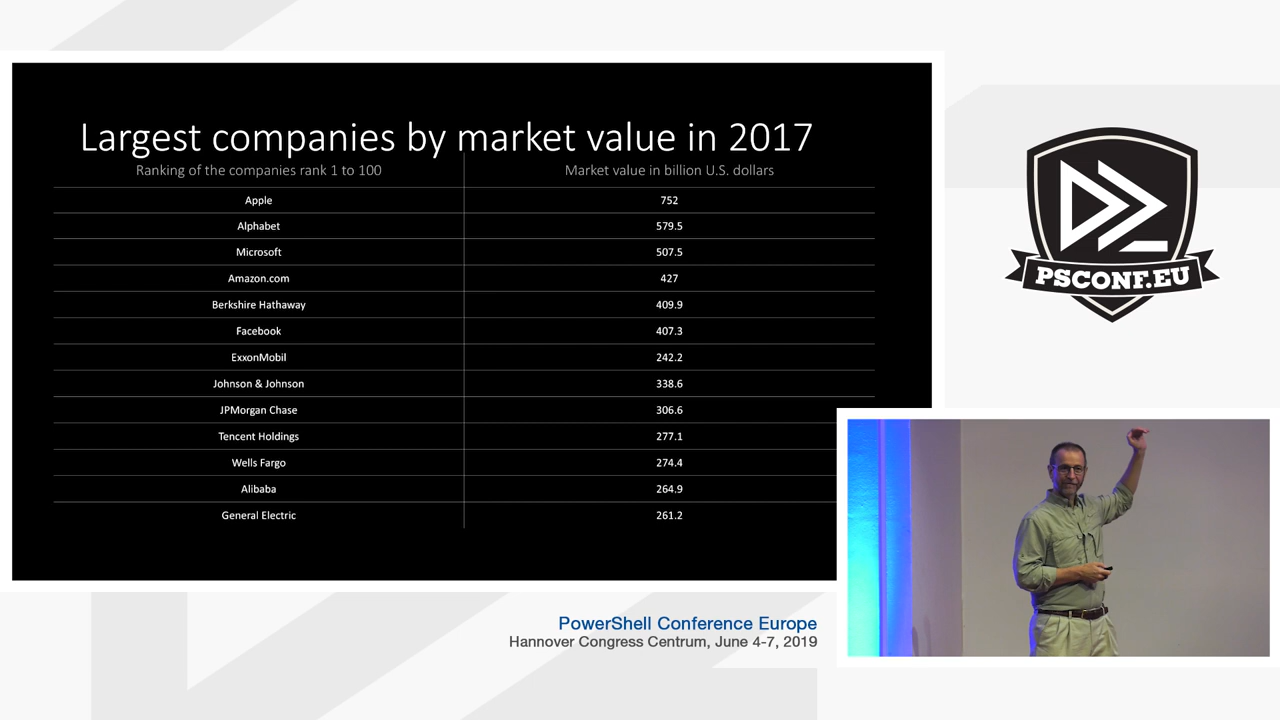 Largest companies by market value in 2017
Ranking of the companies rank 1 to 100 Market value in billion U.S. dollars
Apple 752
Alphabet 579.5
Microsoft 507.5
Amazon.com 427
Berkshire Hathaway 409.9
Facebook 407.3
ExxonMobil 242.2
Johnson & Johnson 338.6
JPMorgan Chase 306.6
Tencent Holdings 277.1
Wells Fargo 274.4
Alibaba 264.9
General Electric 261.2
PSCONF.EU
PowerShell Conference Europe
Hannover Congress Centrum, June 4-7, 2019